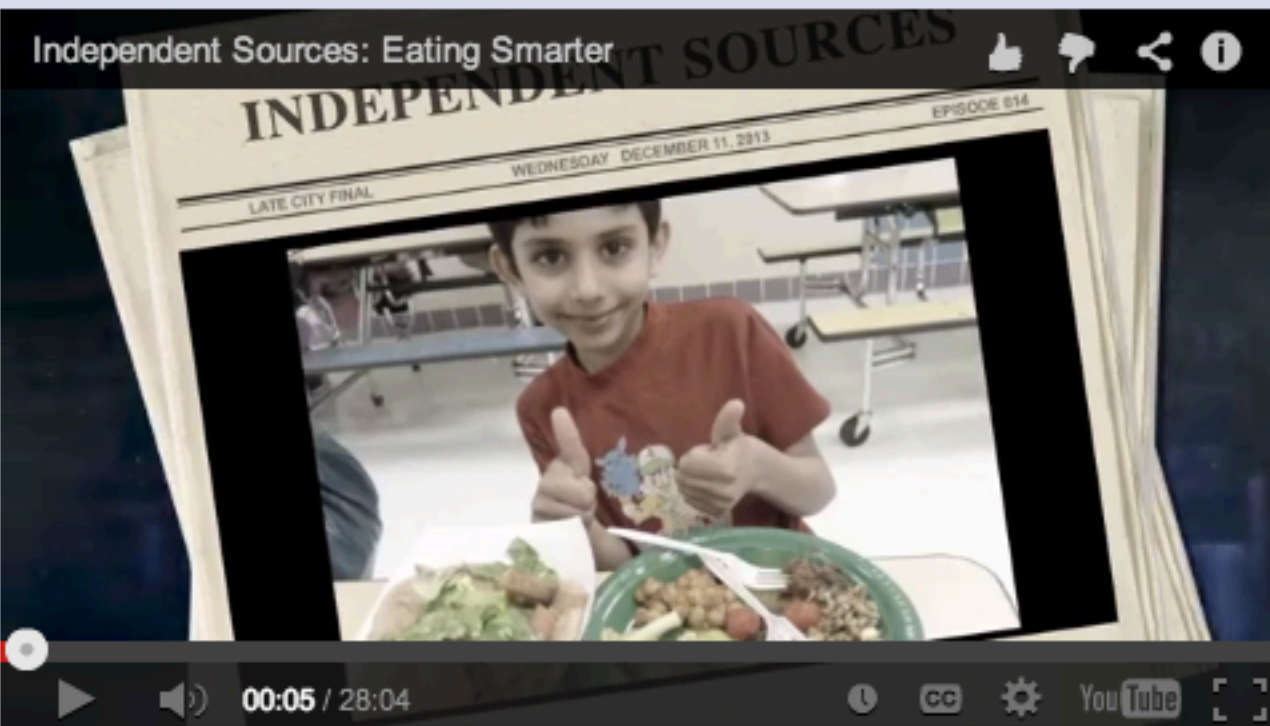 Independent Sources: Eating Smarter
INDEPENDENT SOURCES
EPISODE 014
WEDNESDAY DECEMBER 11, 2013
LATE CITY FINAL
00:05 / 28:04
CC
YouTube